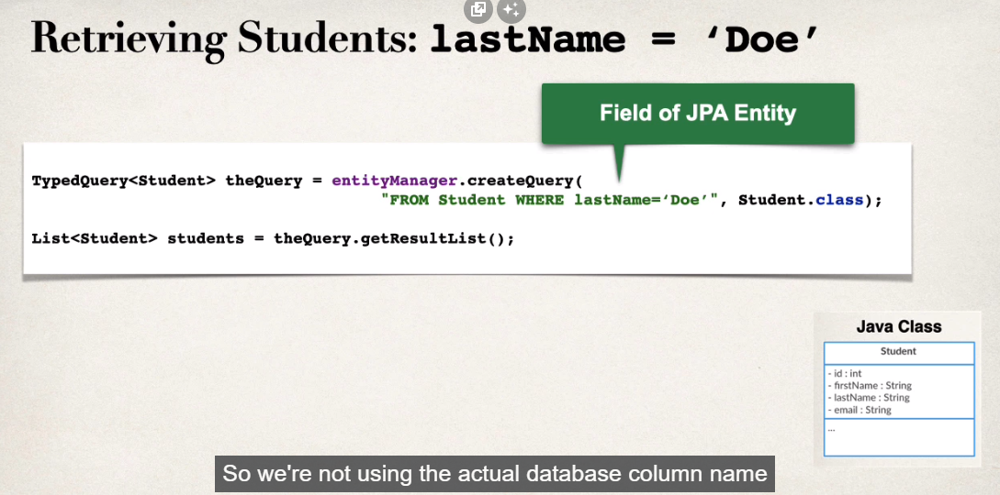 Retrieving Students: lastName = ‘Doe’
Field of JPA Entity
TypedQuery<Student> theQuery = entityManager.createQuery(
"FROM Student WHERE lastName=‘Doe’", Student.class);
List<Student> students = theQuery.getResultList();
Java Class
Student
- id : int
- firstName : String
- lastName : String
- email : String
...
So we're not using the actual database column name